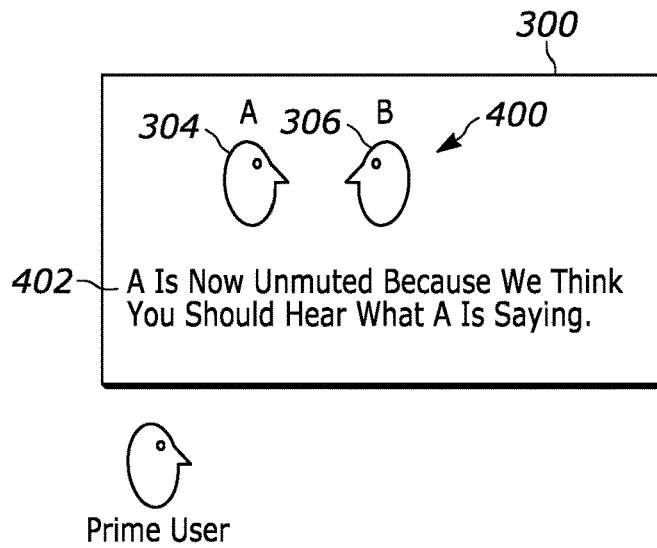 300
A B
304 306 400
402 A Is Now Unmuted Because We Think
You Should Hear What A Is Saying.
Prime User